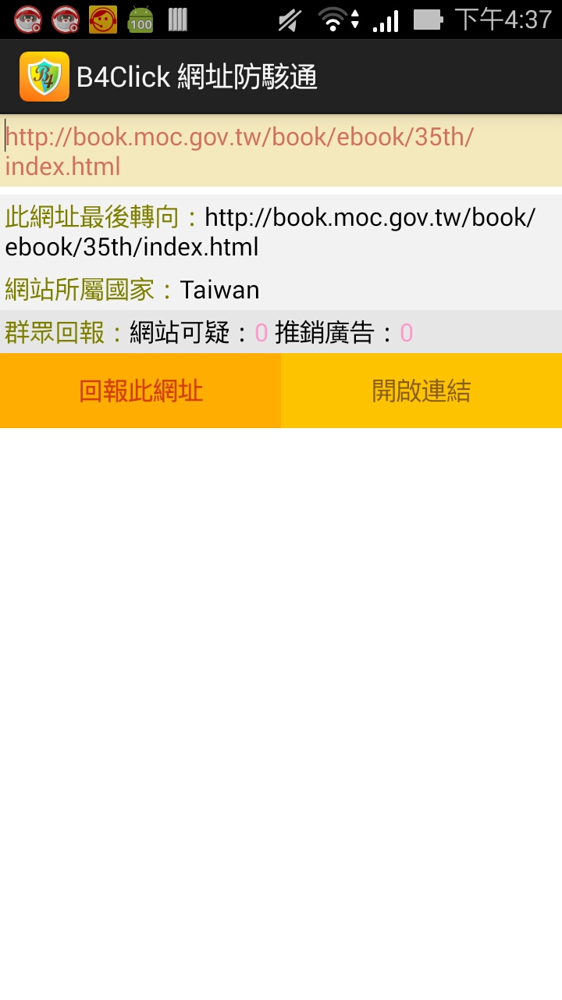 100
下午4:37
B4
B4Click 網址防駭通
http://book.moc.gov.tw/book/ebook/35th/
index.html
此網址最後轉向：http://book.moc.gov.tw/book/
ebook/35th/index.html
網站所屬國家：Taiwan
群眾回報：網站可疑：0 推銷廣告：0
回報此網址
開啟連結